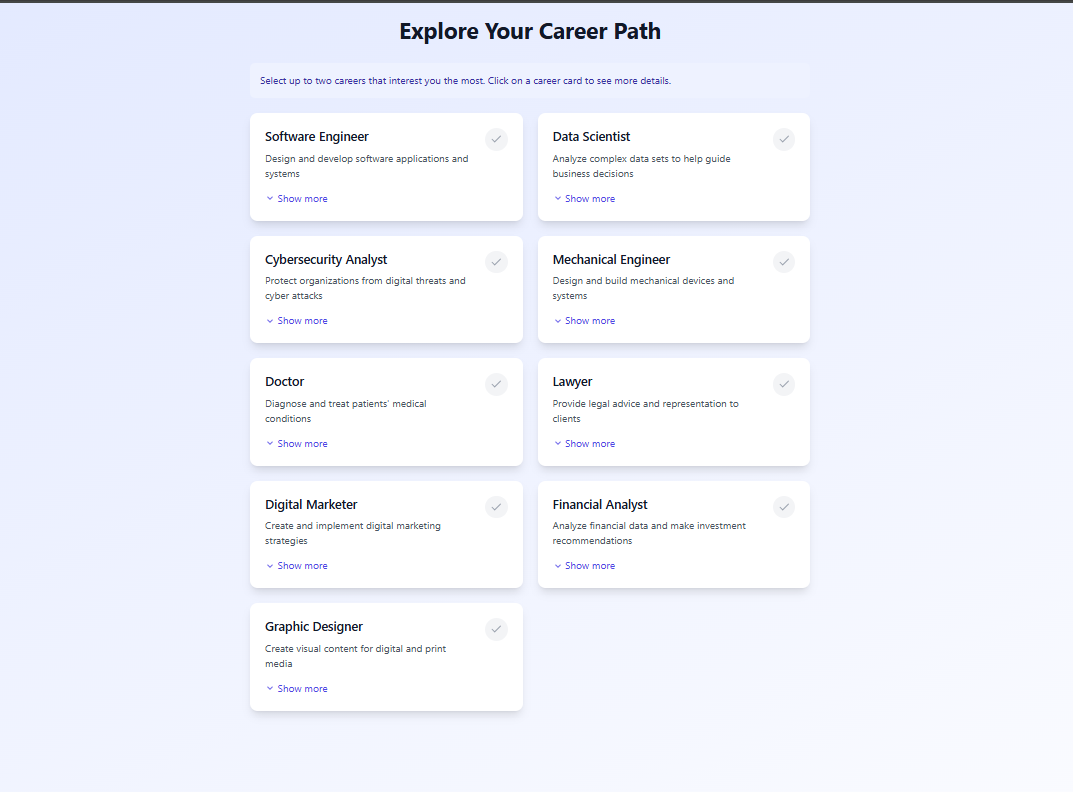 Explore Your Career Path
Select up to two careers that interest you the most. Click on a career card to see more details.
Software Engineer
Design and develop software applications and
systems
Show more
Data Scientist
Analyze complex data sets to help guide
business decisions
Show more
Cybersecurity Analyst
Protect organizations from digital threats and
cyber attacks
Show more
Mechanical Engineer
Design and build mechanical devices and
systems
Show more
Doctor
Diagnose and treat patients' medical
conditions
Show more
Lawyer
Provide legal advice and representation to
clients
Show more
Digital Marketer
Create and implement digital marketing
strategies
Show more
Financial Analyst
Analyze financial data and make investment
recommendations
Show more
Graphic Designer
Create visual content for digital and print
media
Show more